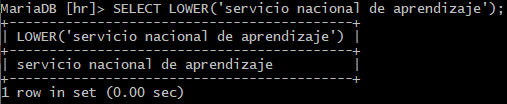 MariaDB [hr]> SELECT LOWER('servicio nacional de aprendizaje');
+-------------------------------------------+
| LOWER('servicio nacional de aprendizaje') |
+-------------------------------------------+
| servicio nacional de aprendizaje          |
+-------------------------------------------+
1 row in set (0.00 sec)